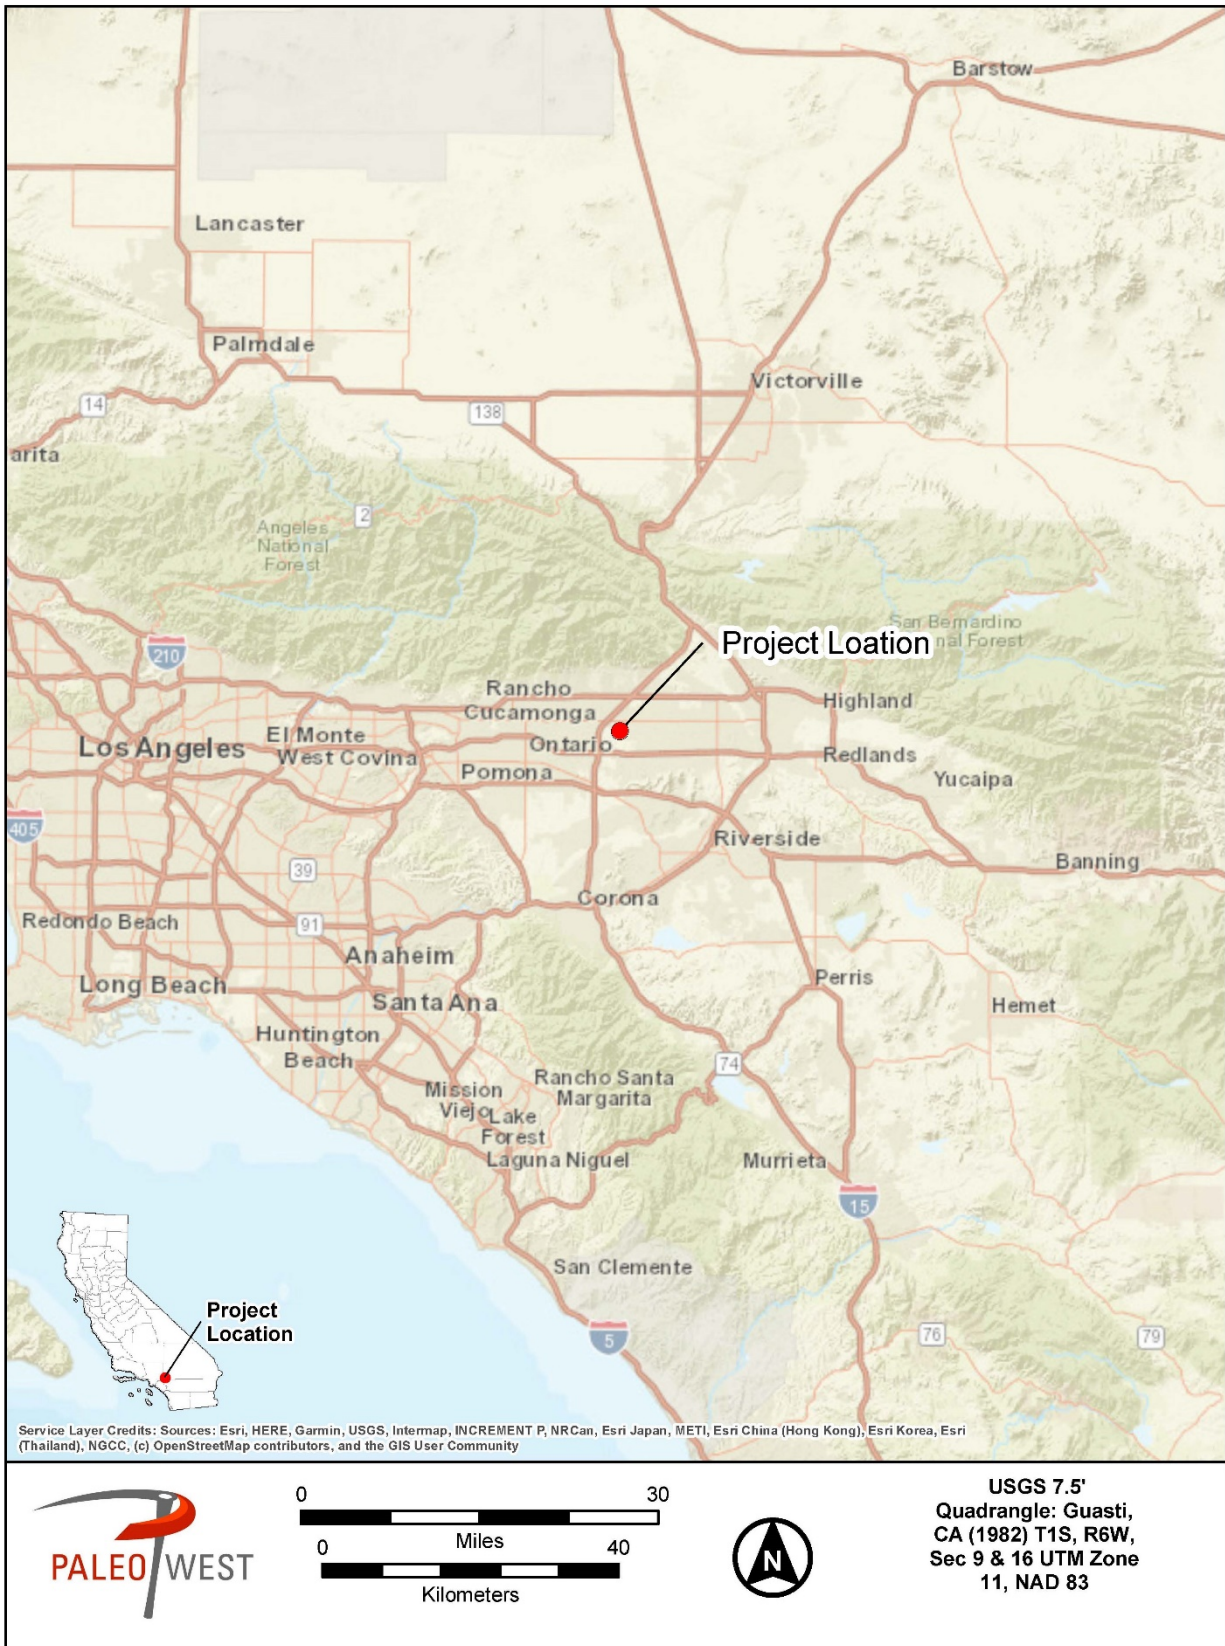 Barstow
Lancaster
Palmdale
Victorville
14
138
arita
2
Angeles
National
Forest
San Bernardino
nal Forest
210
Project Loation
Rancho
Cucamonga
Highland
El Monte
Los Angeles
West Covina
Ontario
Redlands
Pomona
Yucaipa
405
Riverside
Banning
39
Corona
Redondo Beach
91
Anaheim
Long Beach
Perris
Santa Ana
Hemet
Huntington
Beach
74
Rancho Santa
Margarita
Mission
Viejo
Lake
Forest
Laguna Niguel
Murrieta
15
San Clemente
Project
Location
5
76
79
Service Layer Credits: Sources: Esri, HERE, Garmin, USGS, Intermap, INCREMENT P, NRCan, Esri Japan, METI, Esri China (Hong Kong), Esri Korea, Esri
(Thailand), NGCC, (c) OpenStreetMap contributors, and the GIS User Community
PALEO WEST
0 30
Miles
0 40
Kilometers
N
USGS 7.5'
Quadrangle: Guasti,
CA (1982) T1S, R6W,
Sec 9 & 16 UTM Zone
11, NAD 83